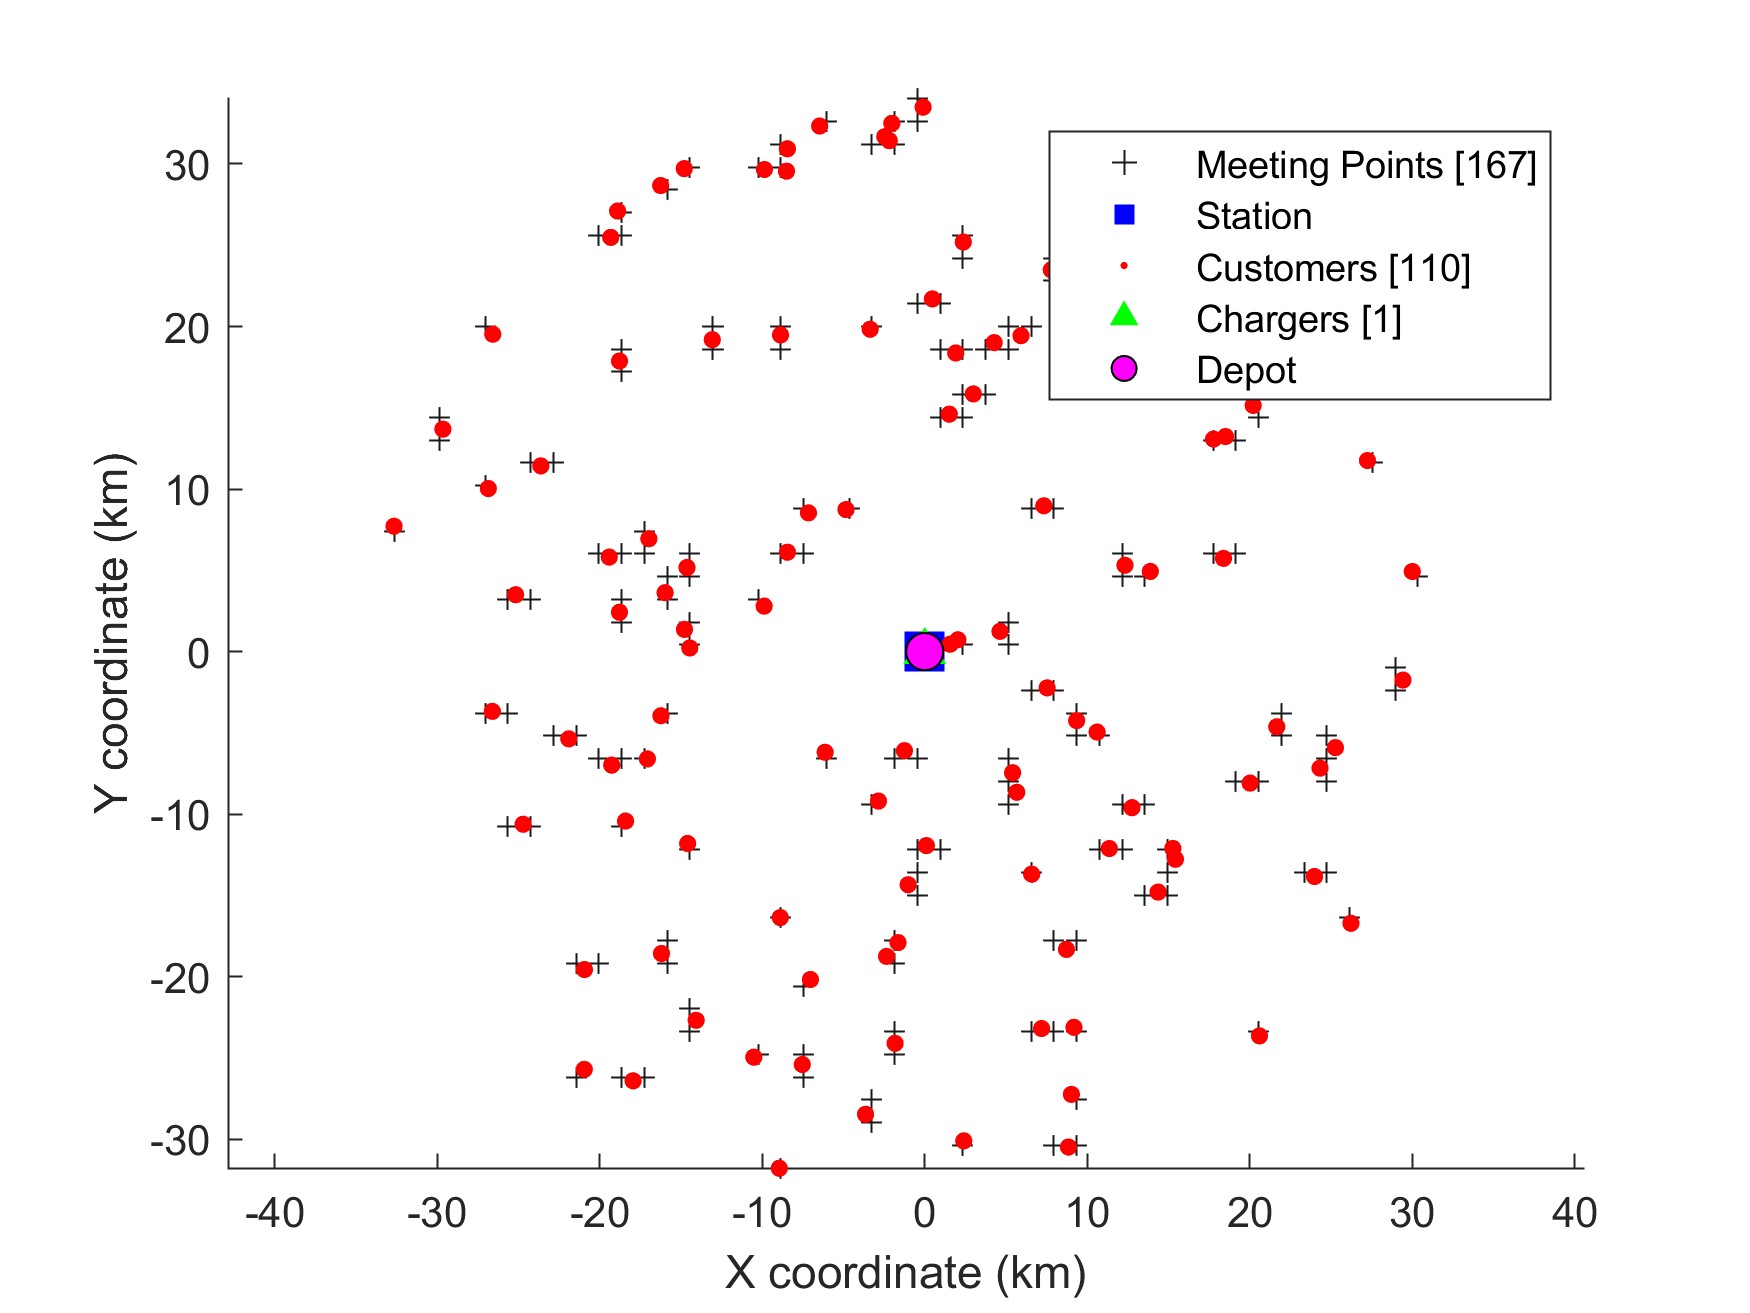 Meeting Points [167]
Station
Customers [110]
Chargers [1]
Depot
30
20
10
0
-10
-20
-30
Y coordinate (km)
-40 -30 -20 -10 0 10 20 30 40
X coordinate (km)